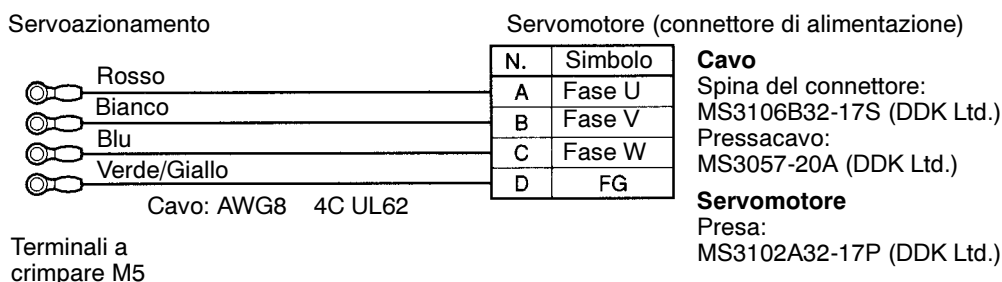 Servoazionamento
Servomotore (connettore di alimentazione)
Rosso
Bianco
Blu
Verde/Giallo
Cavo: AWG8 4C UL62
Terminali a
crimpare M5
N. Simbolo
A Fase U
B Fase V
C Fase W
D FG
Cavo
Spina del connettore:
MS3106B32-17S (DDK Ltd.)
Pressacavo:
MS3057-20A (DDK Ltd.)
Servomotore
Presa:
MS3102A32-17P (DDK Ltd.)